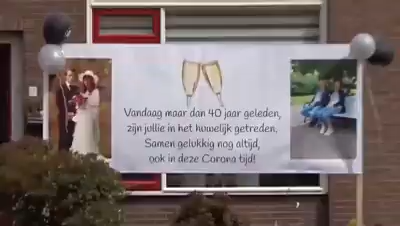 Vandaag maar dan 40 jaar geleden,
zijn jullie in het huwelijk getreden.
Samen gelukkig nog altijd,
ook in deze Corona tijd!